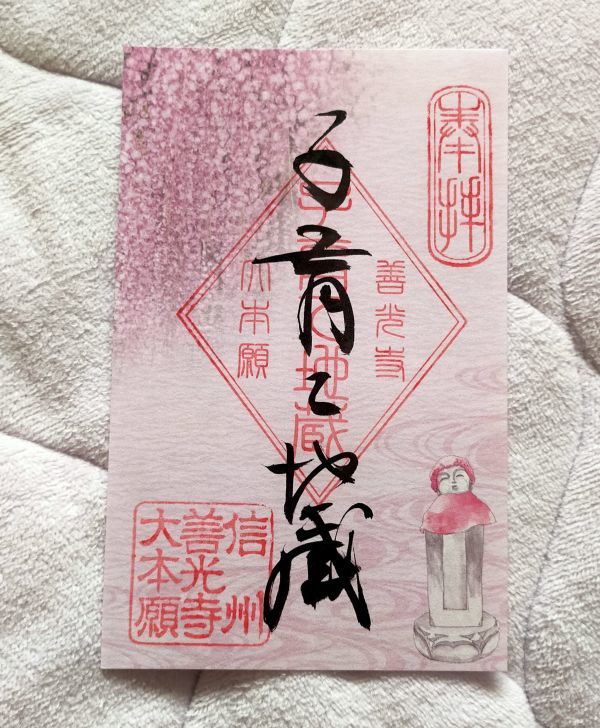 奉拝
善光寺
子育て地蔵
子育て地蔵
大本願
信州
善光寺
大本願